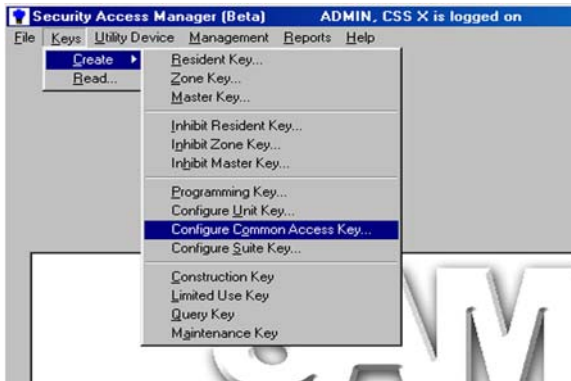 Security Access Manager (Beta) ADMIN, CSS X is logged on
File Keys Utility Device Management Reports Help
Create
Read...
Resident Key...
Zone Key...
Master Key...
Inhibit Resident Key...
Inhibit Zone Key...
Inhibit Master Key...
Programming Key...
Configure Unit Key...
Configure Common Access Key...
Configure Suite Key...
Construction Key
Limited Use Key
Query Key
Maintenance Key
SAM